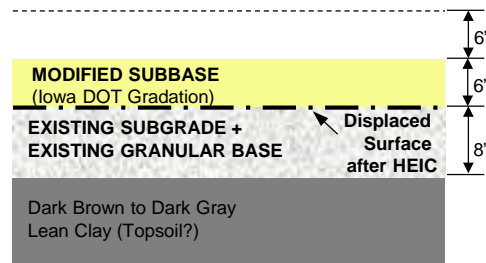 6'
MODIFIED SUBBASE
(Iowa DOT Gradation)
6'
EXISTING SUBGRADE +
EXISTING GRANULAR BASE
Displaced
Surface
after HEIC
8'
Dark Brown to Dark Gray
Lean Clay (Topsoil?)